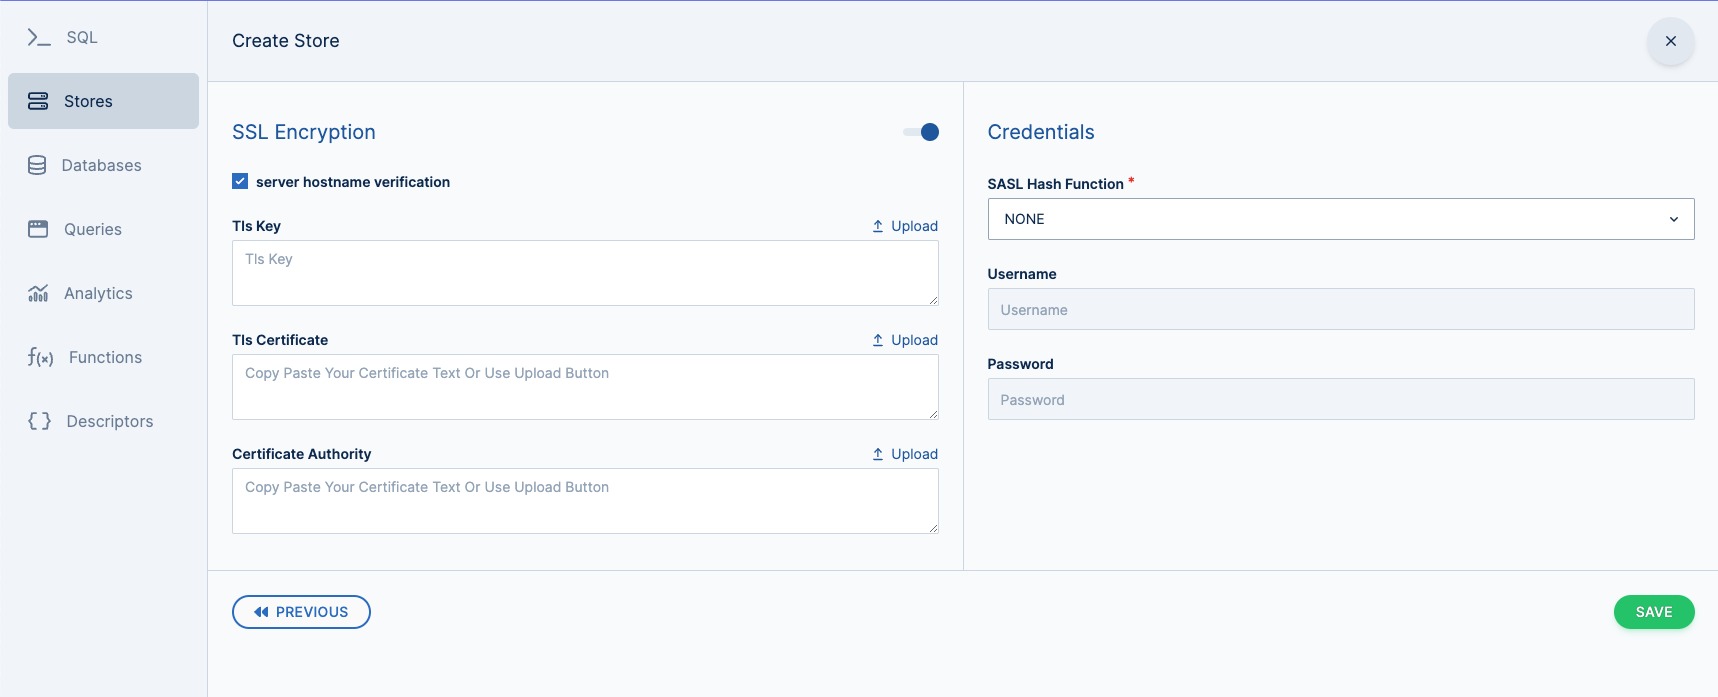 SQL
Stores
Databases
Queries
Analytics
f(x) Functions
{ } Descriptors
Create Store
SSL Encryption
server hostname verification
Tls Key
Upload
Tls Key
Tls Certificate
Upload
Copy Paste Your Certificate Text Or Use Upload Button
Certificate Authority
Upload
Copy Paste Your Certificate Text Or Use Upload Button
Credentials
SASL Hash Function *
NONE
Username
Username
Password
Password
PREVIOUS
SAVE